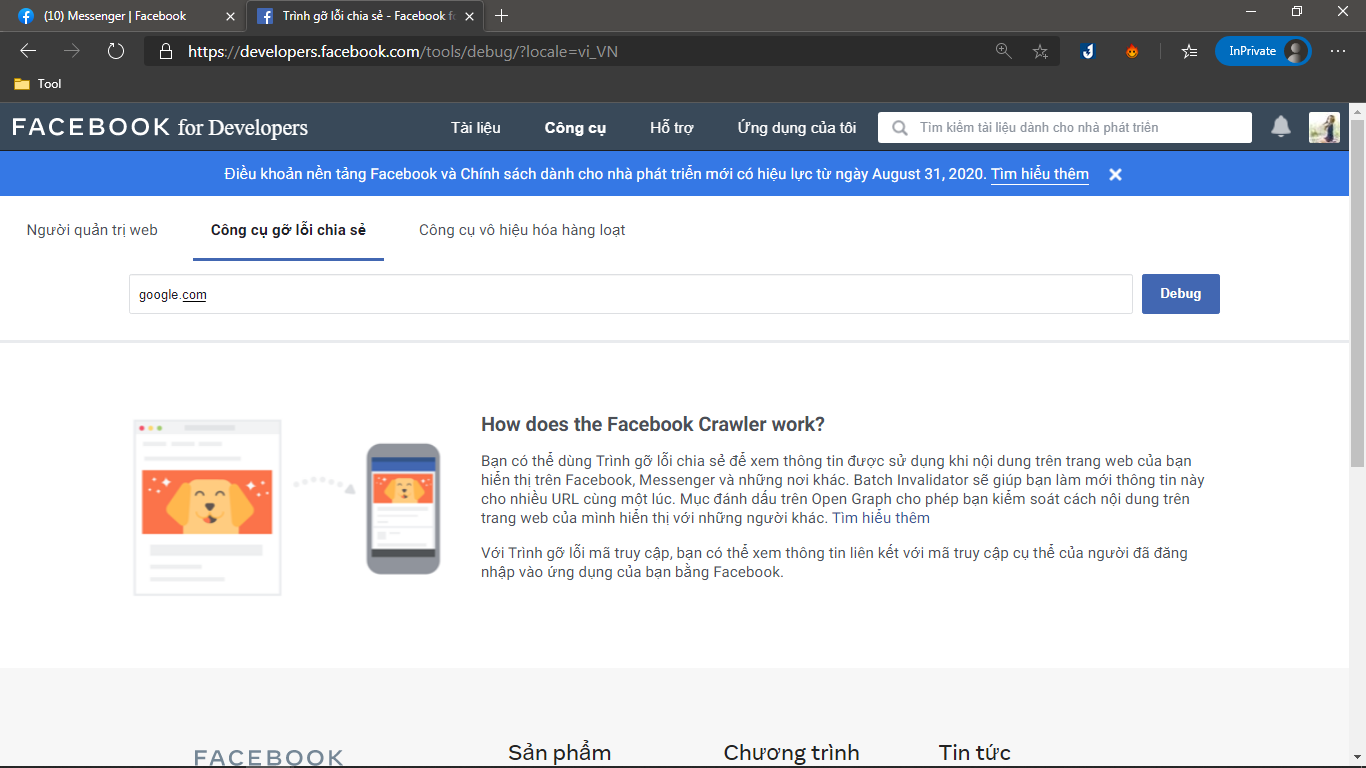 (10) Messenger | Facebook
Trình gỡ lỗi chia sẻ - Facebook fo
https://developers.facebook.com/tools/debug/?locale=vi_VN
InPrivate
Tool
FACEBOOK for Developers
Tài liệu
Công cụ
Hỗ trợ
Ứng dụng của tôi
Tìm kiếm tài liệu dành cho nhà phát triển
Điều khoản nền tảng Facebook và Chính sách dành cho nhà phát triển mới có hiệu lực từ ngày August 31, 2020. Tìm hiểu thêm
Người quản trị web
Công cụ gỡ lỗi chia sẻ
Công cụ vô hiệu hóa hàng loạt
google.com
Debug
How does the Facebook Crawler work?
Bạn có thể dùng Trình gỡ lỗi chia sẻ để xem thông tin được sử dụng khi nội dung trên trang web của bạn
hiển thị trên Facebook, Messenger và những nơi khác. Batch Invalidator sẽ giúp bạn làm mới thông tin này
cho nhiều URL cùng một lúc. Mục đánh dấu trên Open Graph cho phép bạn kiểm soát cách nội dung trên
trang web của mình hiển thị với những người khác. Tìm hiểu thêm
Với Trình gỡ lỗi mã truy cập, bạn có thể xem thông tin liên kết với mã truy cập cụ thể của người đã đăng
nhập vào ứng dụng của bạn bằng Facebook.
FACEBOOK
Sản phẩm
Chương trình
Tin tức